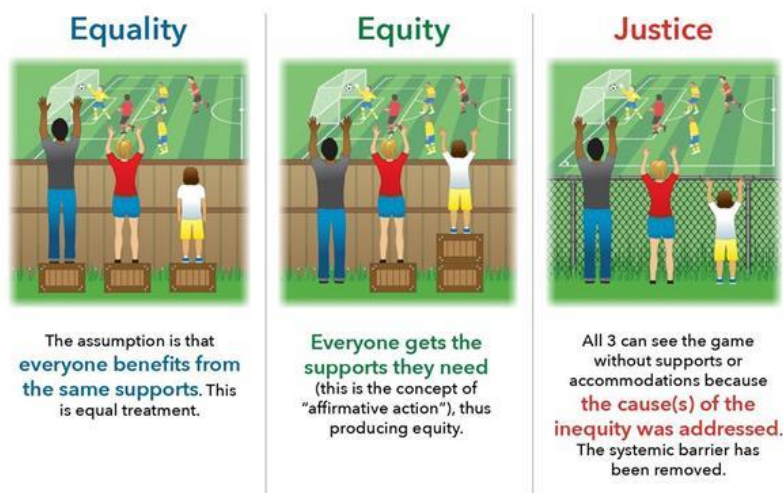 Equality
The assumption is that
everyone benefits from
the same supports. This
is equal treatment.
Equity
Everyone gets the
supports they need
(this is the concept of
“affirmative action”), thus
producing equity.
Justice
All 3 can see the game
without supports or
accommodations because
the cause(s) of the
inequity was addressed.
The systemic barrier has
been removed.